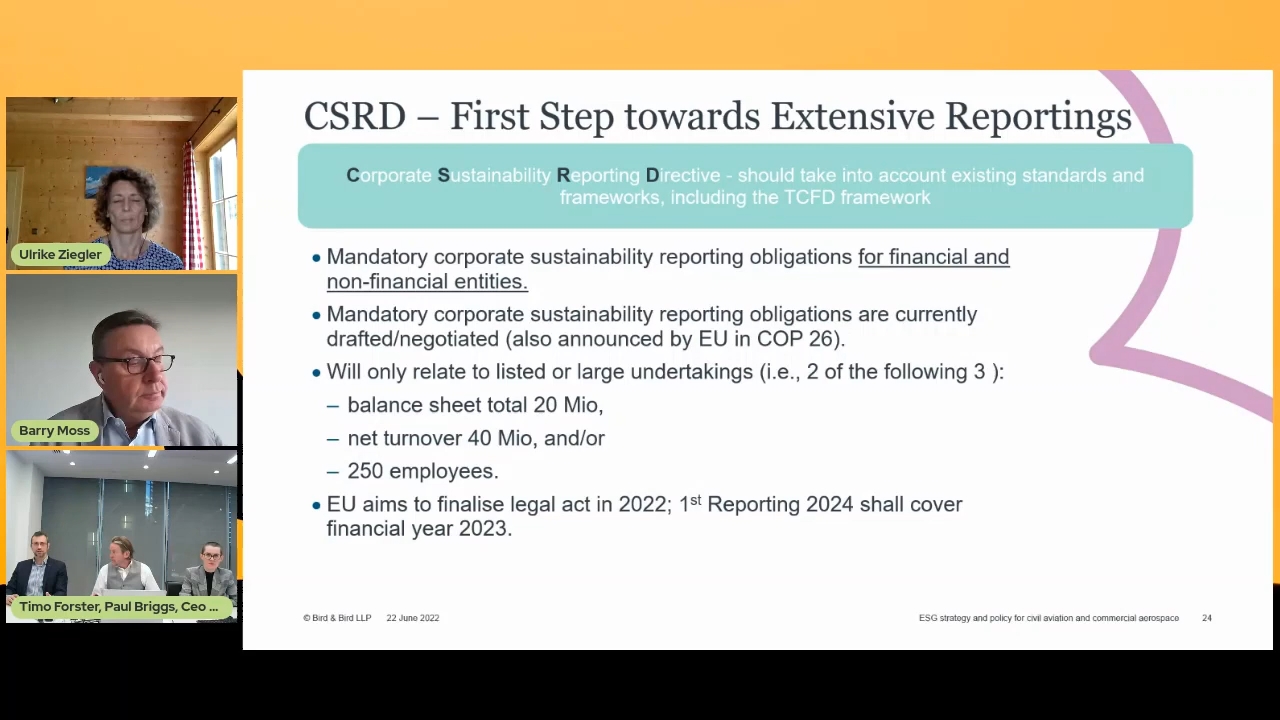 CSRD – First Step towards Extensive Reportings
Corporate Sustainability Reporting Directive - should take into account existing standards and
frameworks, including the TCFD framework
• Mandatory corporate sustainability reporting obligations for financial and
non-financial entities.
• Mandatory corporate sustainability reporting obligations are currently
drafted/negotiated (also announced by EU in COP 26).
• Will only relate to listed or large undertakings (i.e., 2 of the following 3 ):
– balance sheet total 20 Mio,
– net turnover 40 Mio, and/or
– 250 employees.
• EU aims to finalise legal act in 2022; 1st Reporting 2024 shall cover
financial year 2023.
© Bird & Bird LLP 22 June 2022 ESG strategy and policy for civil aviation and commercial aerospace 24
Ulrike Ziegler
Barry Moss
Timo Forster, Paul Briggs, Ceo ...